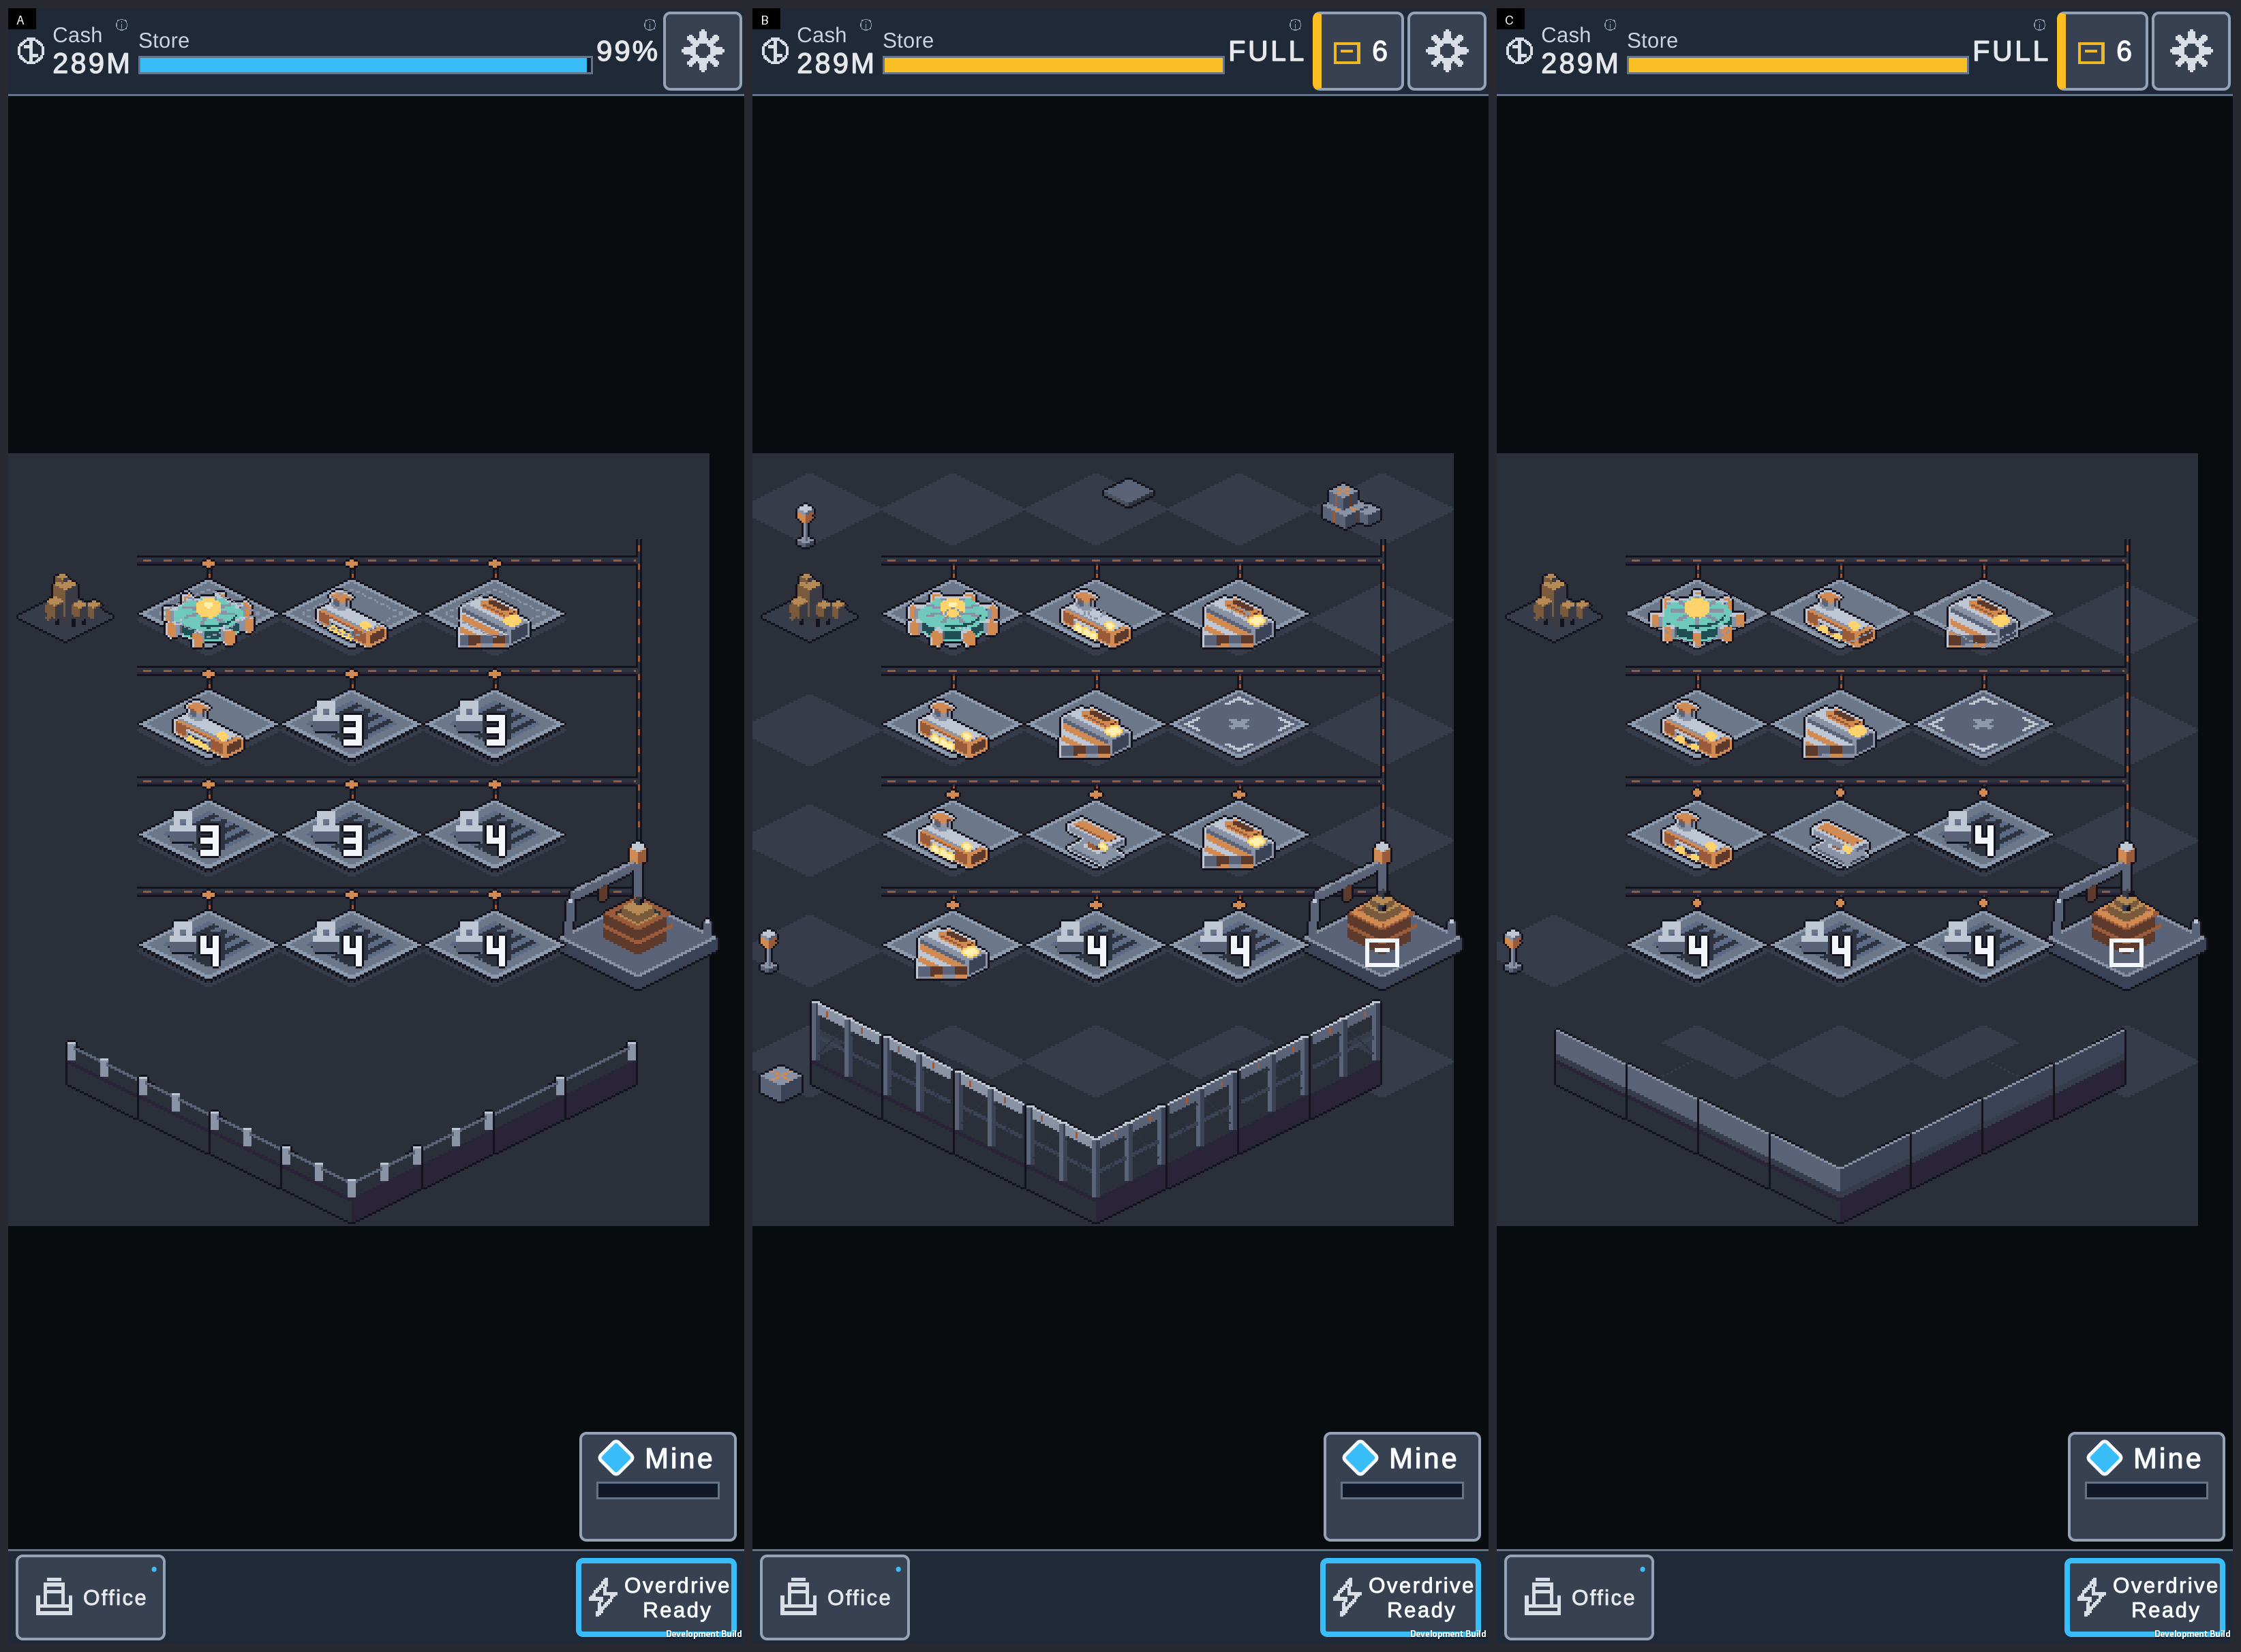 A
Cash
289M
Store
99%
3
3
3
3
4
4
4
4
Mine
Office
Overdrive
Ready
Development Build
B
Cash
289M
Store
FULL
6
4
4
Mine
Office
Overdrive
Ready
Development Build
C
Cash
289M
Store
FULL
6
4
4
4
4
Mine
Office
Overdrive
Ready
Development Build